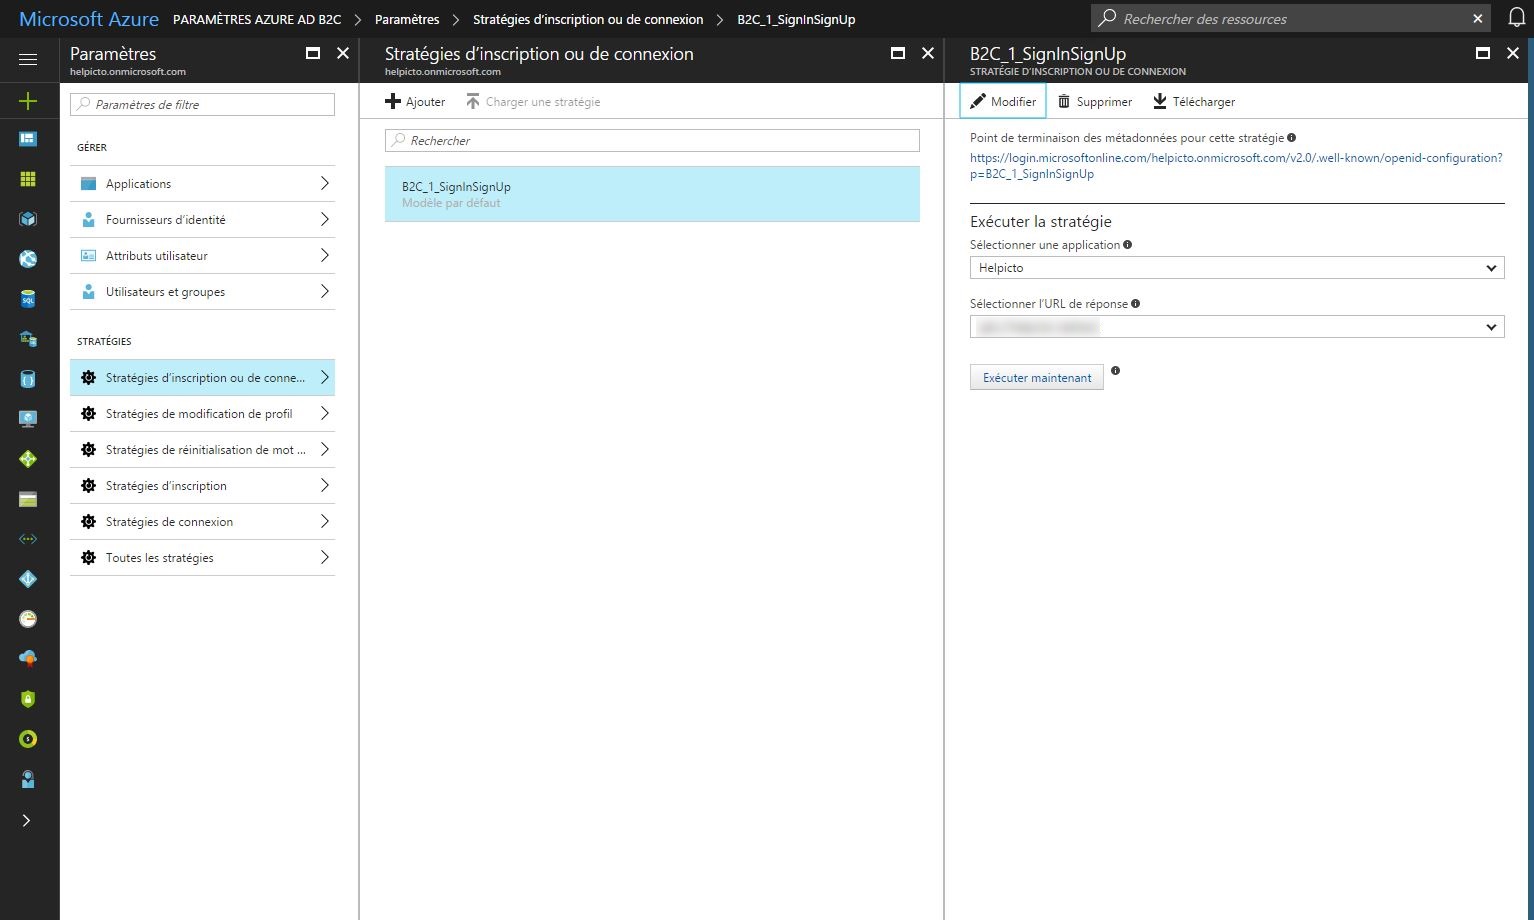 Microsoft Azure PARAMÈTRES AZURE AD B2C Paramètres Stratégies d’inscription ou de connexion B2C_1_SignInSignUp Rechercher des ressources
Paramètres
helpicto.onmicrosoft.com
Paramètres de filtre
GÉRER
Applications
Fournisseurs d’identité
Attributs utilisateur
Utilisateurs et groupes
STRATÉGIES
Stratégies d’inscription ou de conne...
Stratégies de modification de profil
Stratégies de réinitialisation de mot ...
Stratégies d’inscription
Stratégies de connexion
Toutes les stratégies
Stratégies d’inscription ou de connexion
helpicto.onmicrosoft.com
Ajouter Charger une stratégie
Rechercher
B2C_1_SignInSignUp
Modèle par défaut
B2C_1_SignInSignUp
STRATÉGIE D’INSCRIPTION OU DE CONNEXION
Modifier Supprimer Télécharger
Point de terminaison des métadonnées pour cette stratégie
https://login.microsoftonline.com/helpicto.onmicrosoft.com/v2.0/.well-known/openid-configuration?
p=B2C_1_SignInSignUp
Exécuter la stratégie
Sélectionner une application
Helpicto
Sélectionner l’URL de réponse
Exécuter maintenant